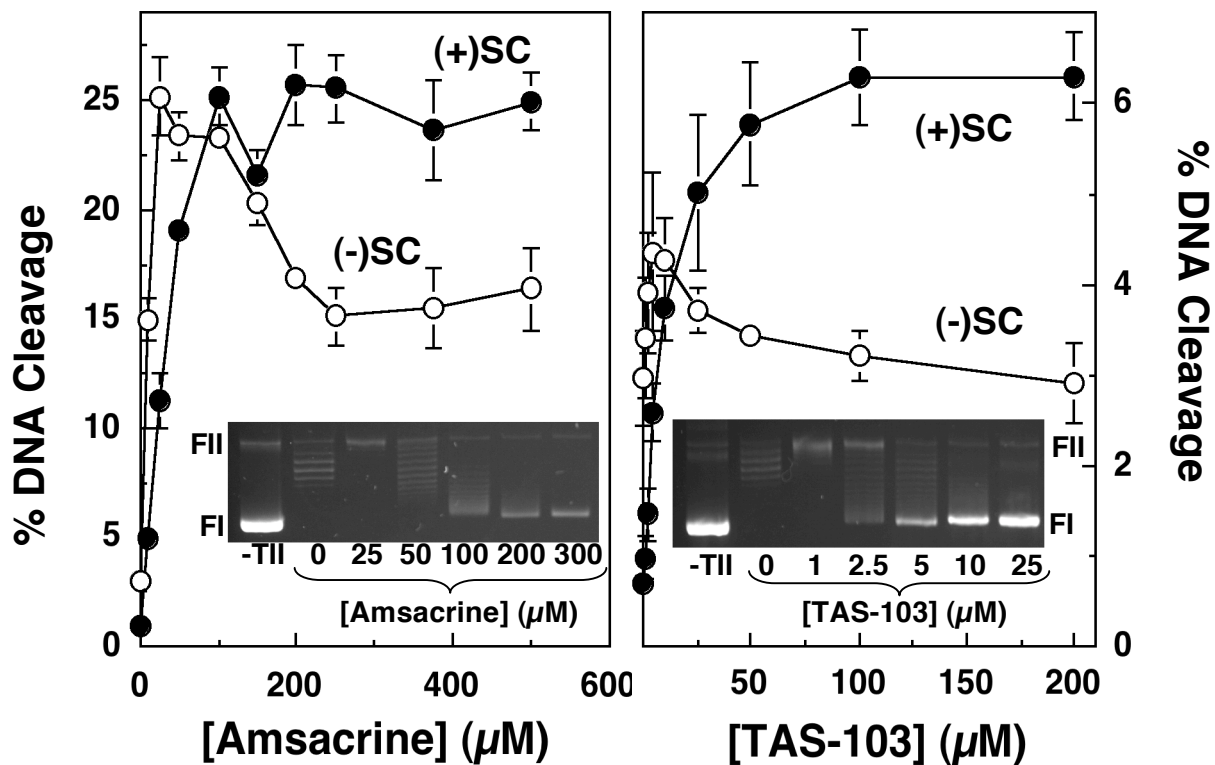 % DNA Cleavage
25
20
15
10
5
0
0
200
400
600
[Amsacrine] (µM)
(+)SC
(-)SC
FII
FI
-TII 0 25 50 100 200 300
[Amsacrine] (µM)
(+)SC
(-)SC
FII
FI
-TII 0 1 2.5 5 10 25
[TAS-103] (µM)
50
100
150
200
[TAS-103] (µM)
6
4
2
0
% DNA Cleavage